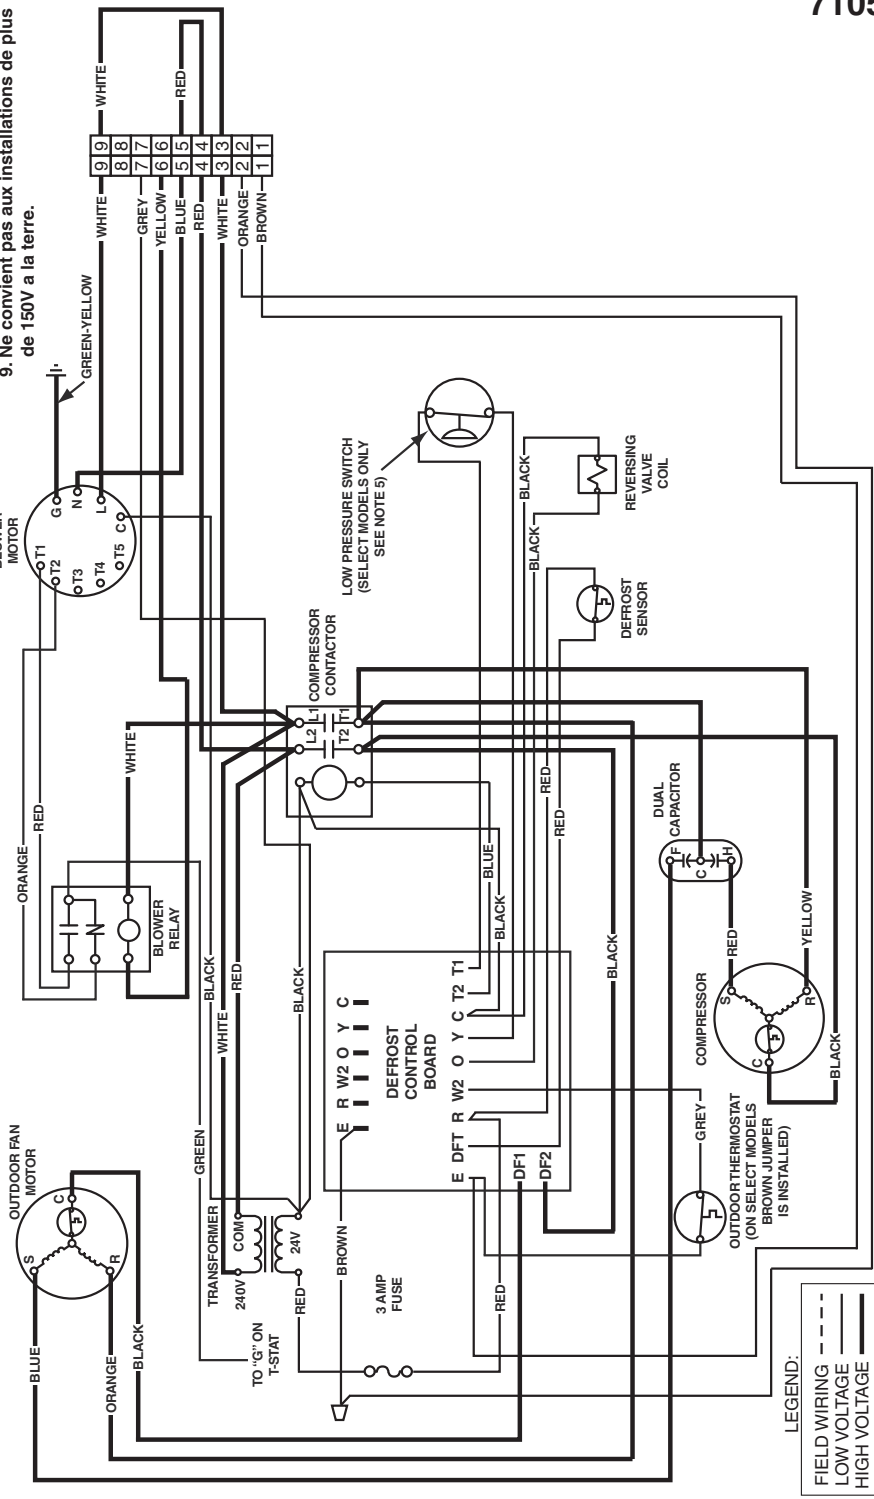 7105
9. Ne convient pas aux installations de plus
de 150V a la terre.
GREEN-YELLOW
MOTOR
G
N
L
C
T1
T2
T3
T4
T5
WHITE
RED
9 9
8 8
7 7
6 6
5 5
4 4
3 3
2 2
1 1
WHITE
GREY
YELLOW
BLUE
RED
WHITE
ORANGE
BROWN
LOW PRESSURE SWITCH
(SELECT MODELS ONLY
SEE NOTE 5)
BLACK
BLACK
REVERSING
VALVE
COIL
DEFROST
SENSOR
RED
RED
COMPRESSOR
CONTACTOR
L1
L2
T1
T2
ORANGE
RED
WHITE
BLOWER
RELAY
BLACK
WHITE
RED
BLACK
BLUE
BLACK
BLACK
DUAL
CAPACITOR
F
C
H
RED
YELLOW
COMPRESSOR
S
C
R
BLACK
OUTDOOR FAN
MOTOR
S
C
R
BLUE
ORANGE
BLACK
GREEN
TO "G" ON
T-STAT
TRANSFORMER
240V
COM
24V
RED
BROWN
3 AMP
FUSE
RED
E R W2 O Y C
DEFROST
CONTROL
BOARD
E DFT R W2 O Y C T2 T1
DF1
DF2
GREY
OUTDOOR THERMOSTAT
(ON SELECT MODELS
BROWN JUMPER
IS INSTALLED)
LEGEND:
FIELD WIRING
LOW VOLTAGE
HIGH VOLTAGE